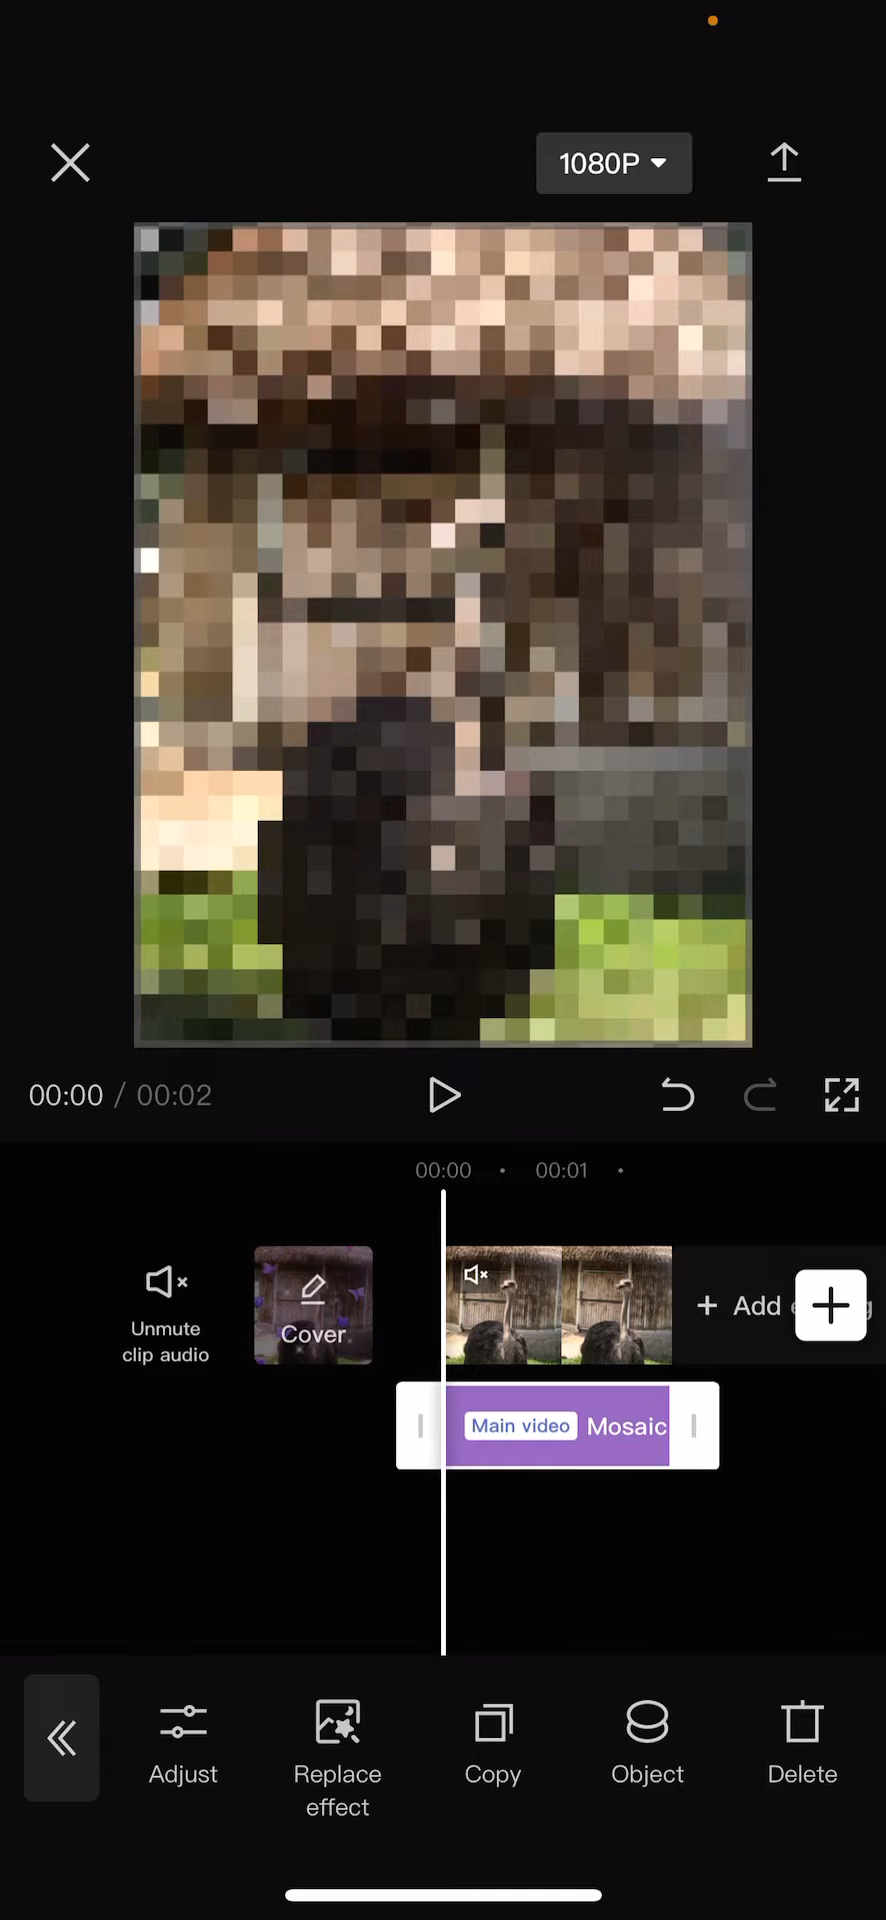 1080P
00:00 / 00:02
00:00 • 00:01 •
Unmute
clip audio
Cover
+ Add
Main video Mosaic
Adjust
Replace
effect
Copy
Object
Delete